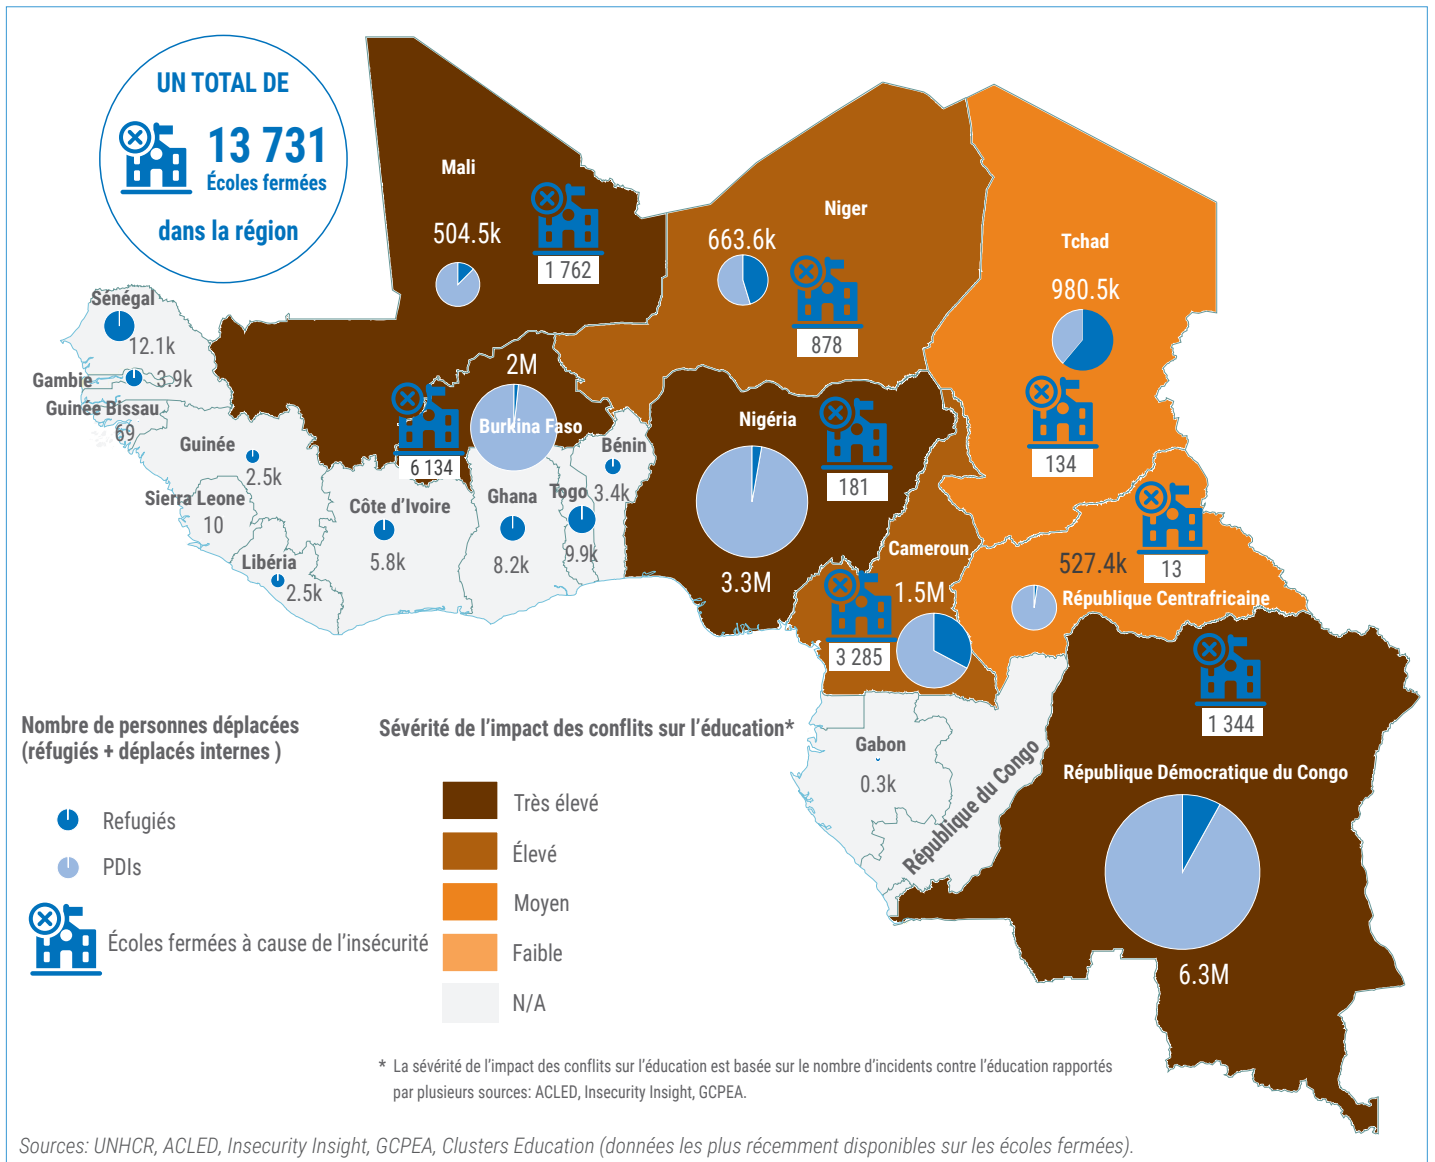 UN TOTAL DE
13 731
Écoles fermées
dans la région
Mali
504.5k
1 762
Niger
663.6k
878
Tchad
980.5k
134
Sénégal
12.1k
Gambie
3.9k
Guinée Bissau
69
Guinée
2.5k
Sierra Leone
10
Libéria
2.5k
Côte d'Ivoire
5.8k
2M
Burkina Faso
6 134
Ghana
8.2k
Togo
9.9k
Bénin
3.4k
Nigéria
181
3.3M
Cameroun
1.5M
3 285
527.4k
13
République Centrafricaine
Gabon
0.3k
République du Congo
1 344
République Démocratique du Congo
6.3M
Nombre de personnes déplacées
(réfugiés + déplacés internes )
Refugiés
PDIs
Écoles fermées à cause de l'insécurité
Sévérité de l'impact des conflits sur l'éducation*
Très élevé
Élevé
Moyen
Faible
N/A
* La sévérité de l'impact des conflits sur l'éducation est basée sur le nombre d'incidents contre l'éducation rapportés
par plusieurs sources: ACLED, Insecurity Insight, GCPEA.
Sources: UNHCR, ACLED, Insecurity Insight, GCPEA, Clusters Education (données les plus récemment disponibles sur les écoles fermées).